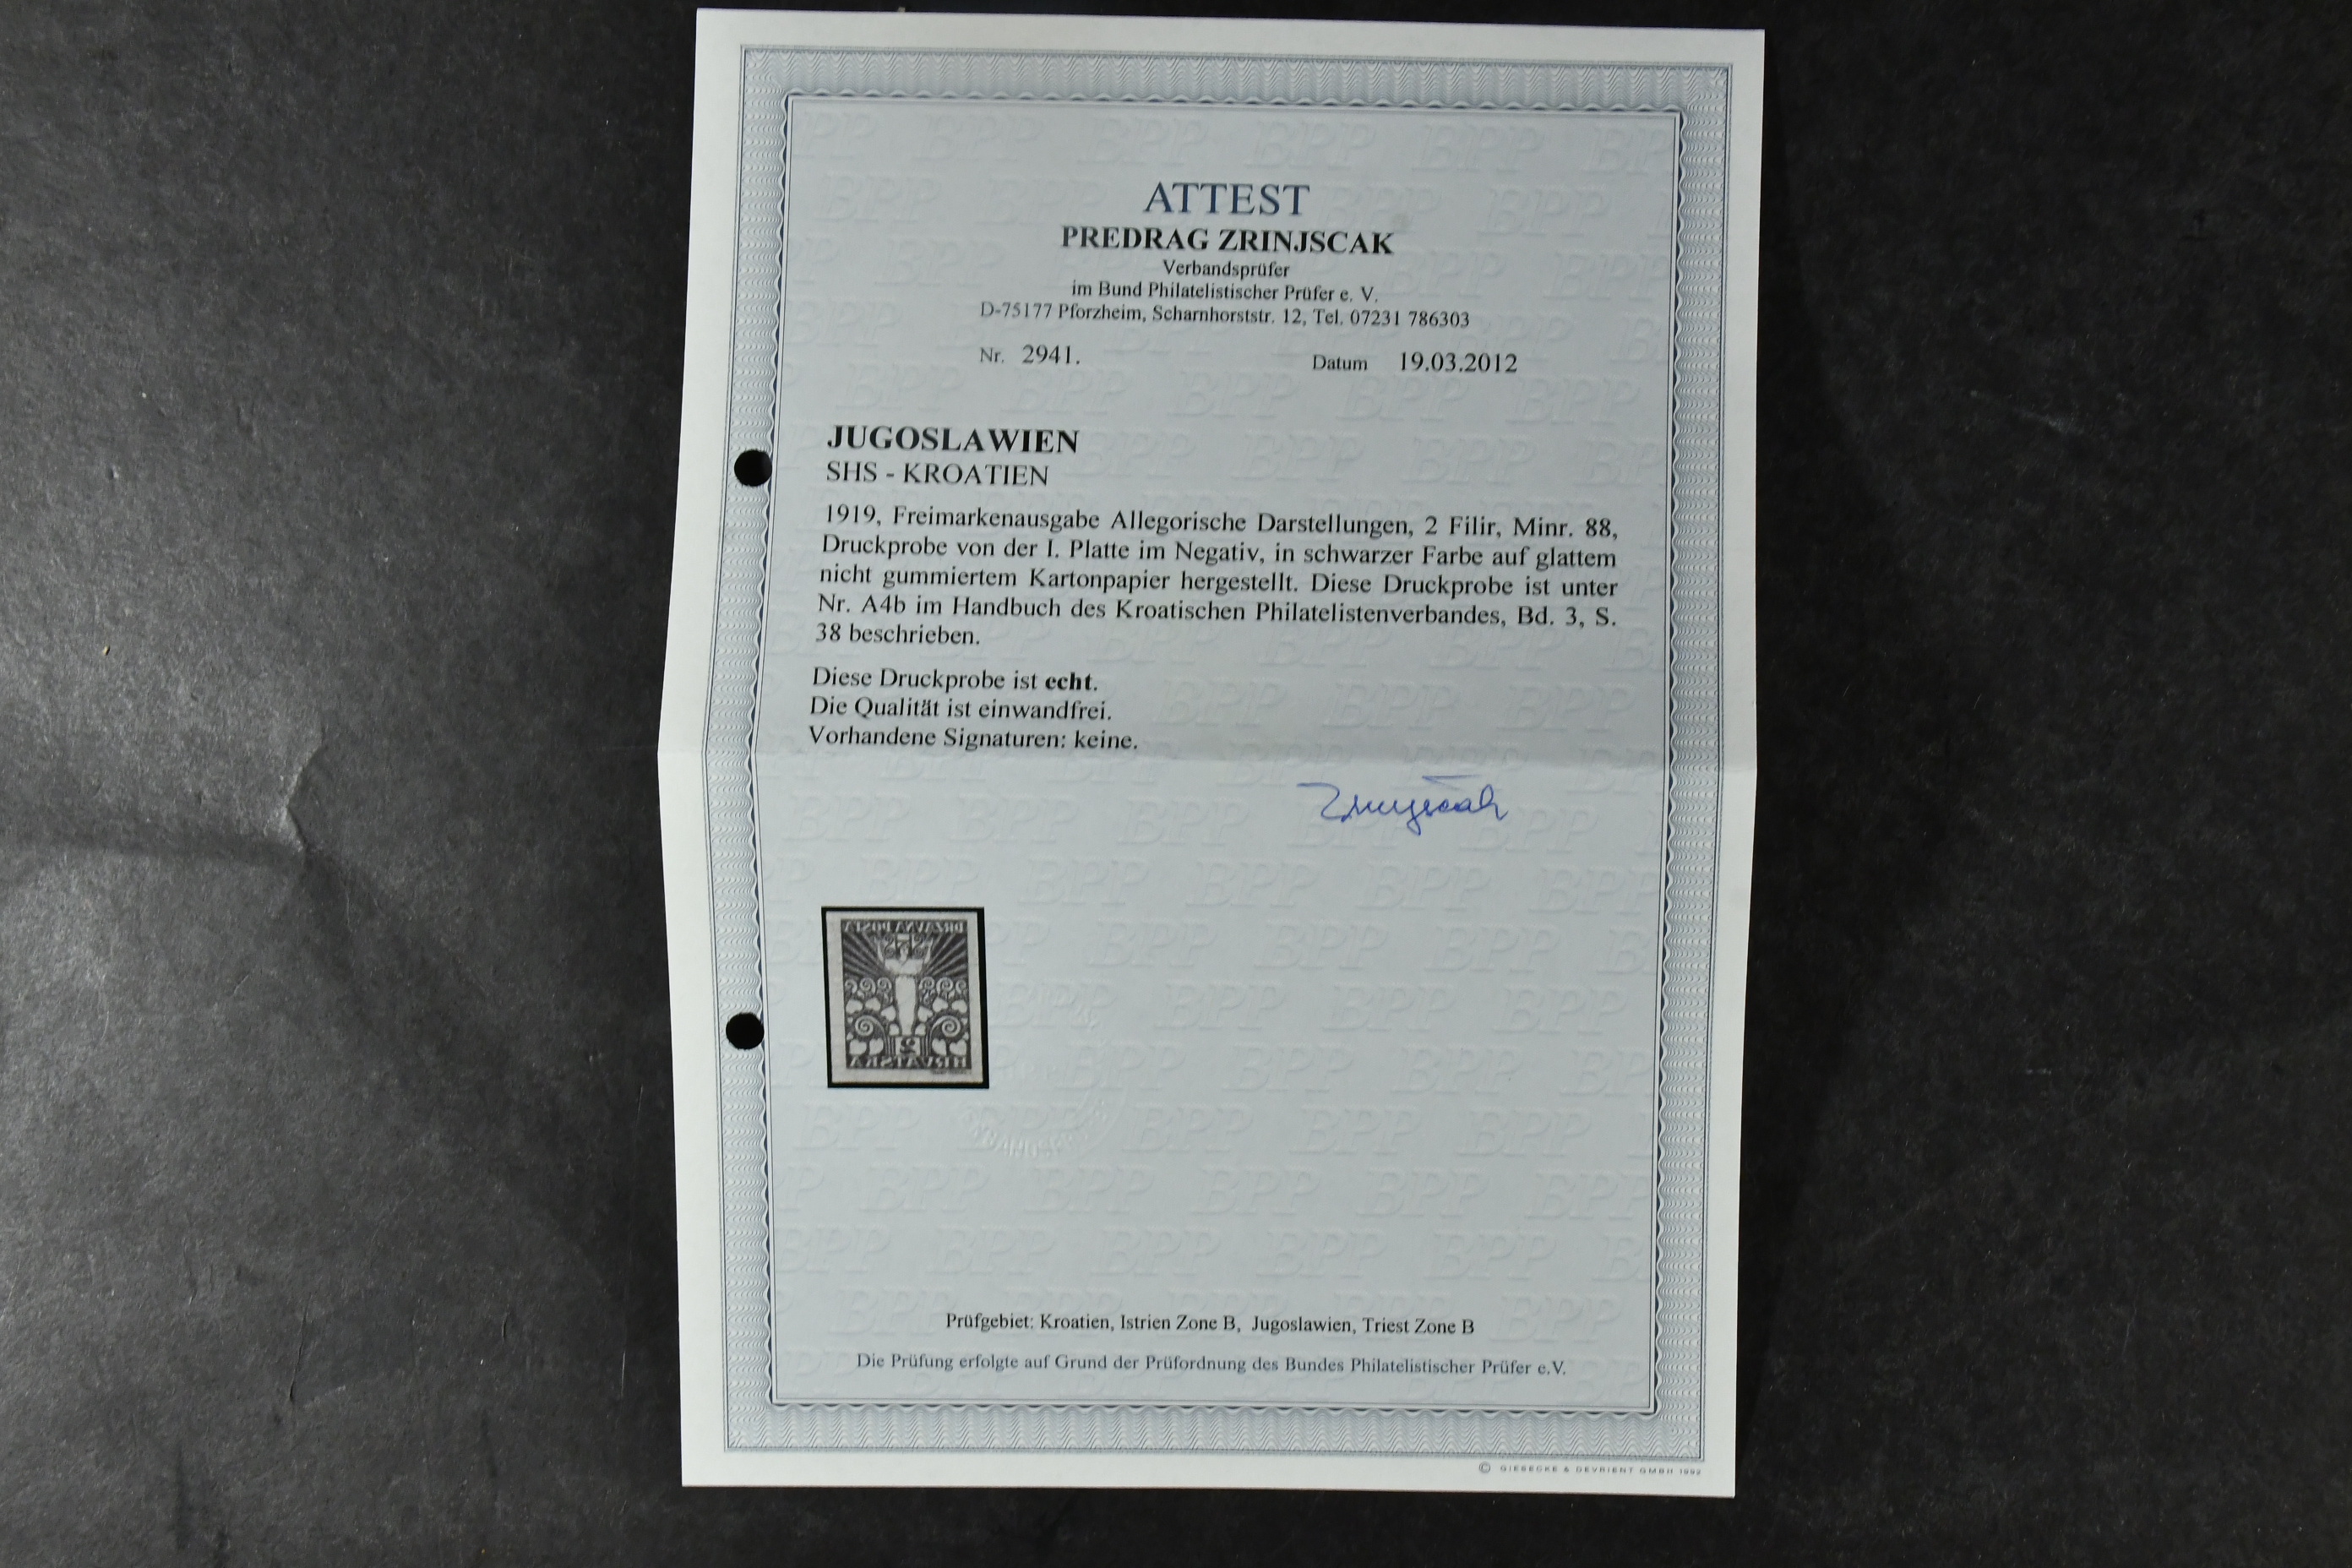 ATTEST
PREDRAG ZRINJSCAK
Verbandsprüfer
im Bund Philatelistischer Prüfer e. V.
D-75177 Pforzheim, Scharnhorststr. 12, Tel. 07231 786303
Nr. 2941. Datum 19.03.2012
JUGOSLAWIEN
SHS - KROATIEN
1919, Freimarkenausgabe Allegorische Darstellungen, 2 Filir, Minr. 88,
Druckprobe von der I. Platte im Negativ, in schwarzer Farbe auf glattem
nicht gummiertem Kartonpapier hergestellt. Diese Druckprobe ist unter
Nr. A4b im Handbuch des Kroatischen Philatelistenverbandes, Bd. 3, S.
38 beschrieben.
Diese Druckprobe ist echt.
Die Qualität ist einwandfrei.
Vorhandene Signaturen: keine.
Zrinjščak
DRŽAVNA POŠTA
2
HRVATSKA
Prüfgebiet: Kroatien, Istrien Zone B, Jugoslawien, Triest Zone B
Die Prüfung erfolgte auf Grund der Prüfordnung des Bundes Philatelistischer Prüfer e.V.
© GIESECKE & DEVRIENT GMBH 1992